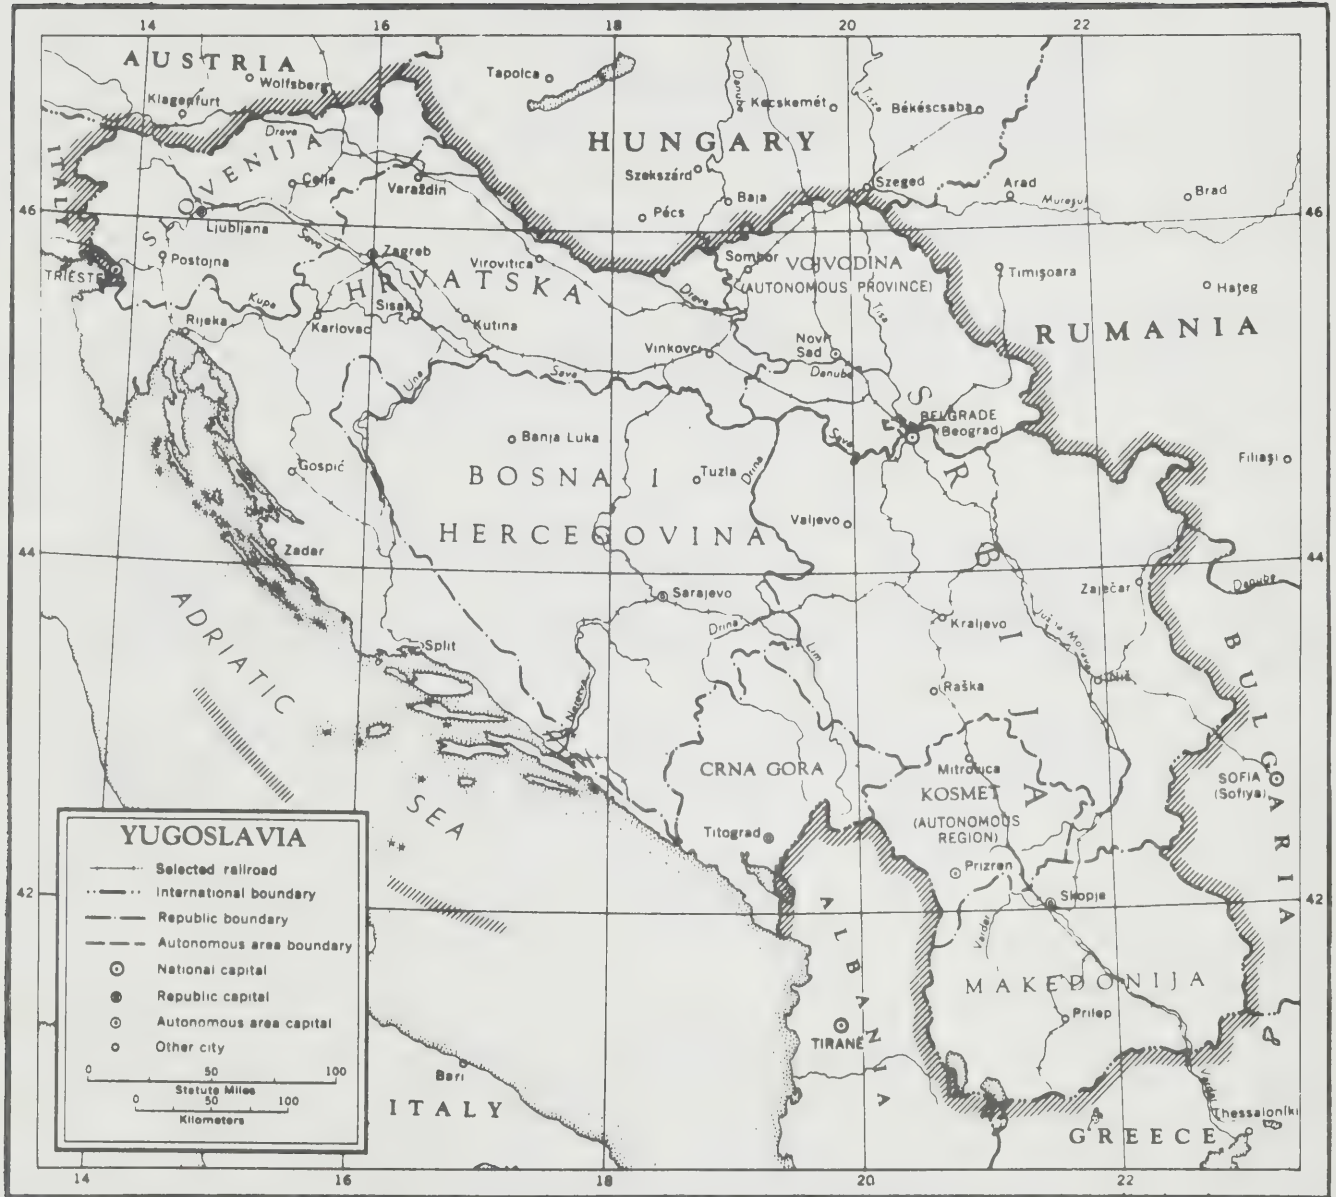 14 16 18 20 22
AUSTRIA
Wolfsberg
Klagenfurt
Tapolca
Danube
Kecskemét
Tisza
Békéscsaba
HUNGARY
Drava
ITALY
SLOVENIJA
Celje
Varaždin
Szekszárd
Baja
Szeged
Arad
Mureșul
Brad
46 46
Pécs
Ljubljana
Sava
Zagreb
Postojna
TRIESTE
Virovitica
Sombor
VOJVODINA
(AUTONOMOUS PROVINCE)
Timișoara
Hațeg
HRVATSKA
Drava
Tisa
Kupa
Rijeka
Karlovac
Sisak
Kutina
RUMANIA
Vinkovci
Novi
Sad
Danube
Una
Sava
SRBIJA
BELGRADE
(Beograd)
Sava
Banja Luka
Gospić
BOSNA I
HERCEGOVINA
Tuzla
Drina
Valjevo
Filiași
44 44
Zadar
Zaječar
Danube
ADRIATIC
SEA
Sarajevo
Drina
Lim
Kraljevo
Južna Morava
BULGARIA
Split
Neretva
Raška
Niš
CRNA GORA
Mitrovica
KOSMET
(AUTONOMOUS
REGION)
SOFIA
(Sofiya)
Titograd
Prizren
42 42
Skopje
Vardar
ALBANIA
MAKEDONIJA
Prilep
TIRANË
Bari
ITALY
Vardar
Thessaloníki
GREECE
YUGOSLAVIA
Selected railroad
International boundary
Republic boundary
Autonomous area boundary
National capital
Republic capital
Autonomous area capital
Other city
0 50 100
Statute Miles
0 50 100
Kilometers
14 16 18 20 22